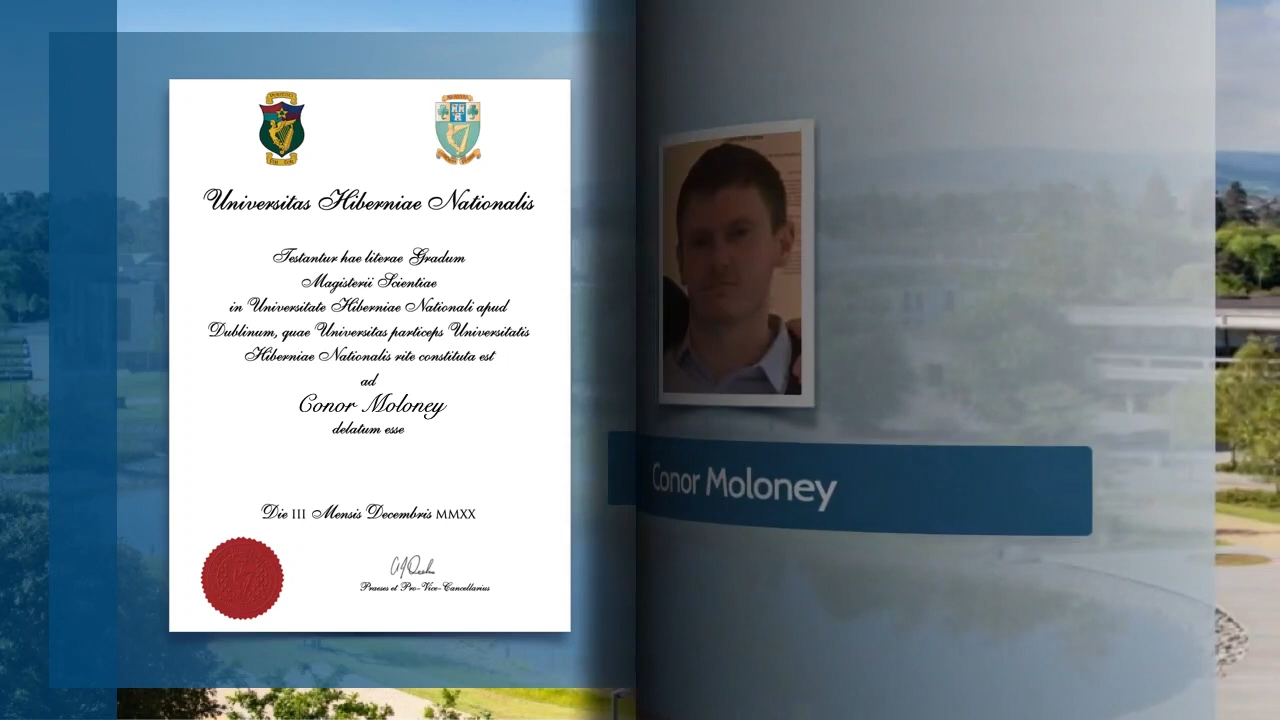 Universitas Hiberniae Nationalis
Testantur hae literae Gradum
Magisterii Scientiae
in Universitate Hiberniae Nationali apud
Dublinum, quae Universitas particeps Universitatis
Hiberniae Nationalis rite constituta est
ad
Conor Moloney
delatum esse
Die III Mensis Decembris MMXX
Praeses et Pro-Vice-Cancellarius
Conor Moloney